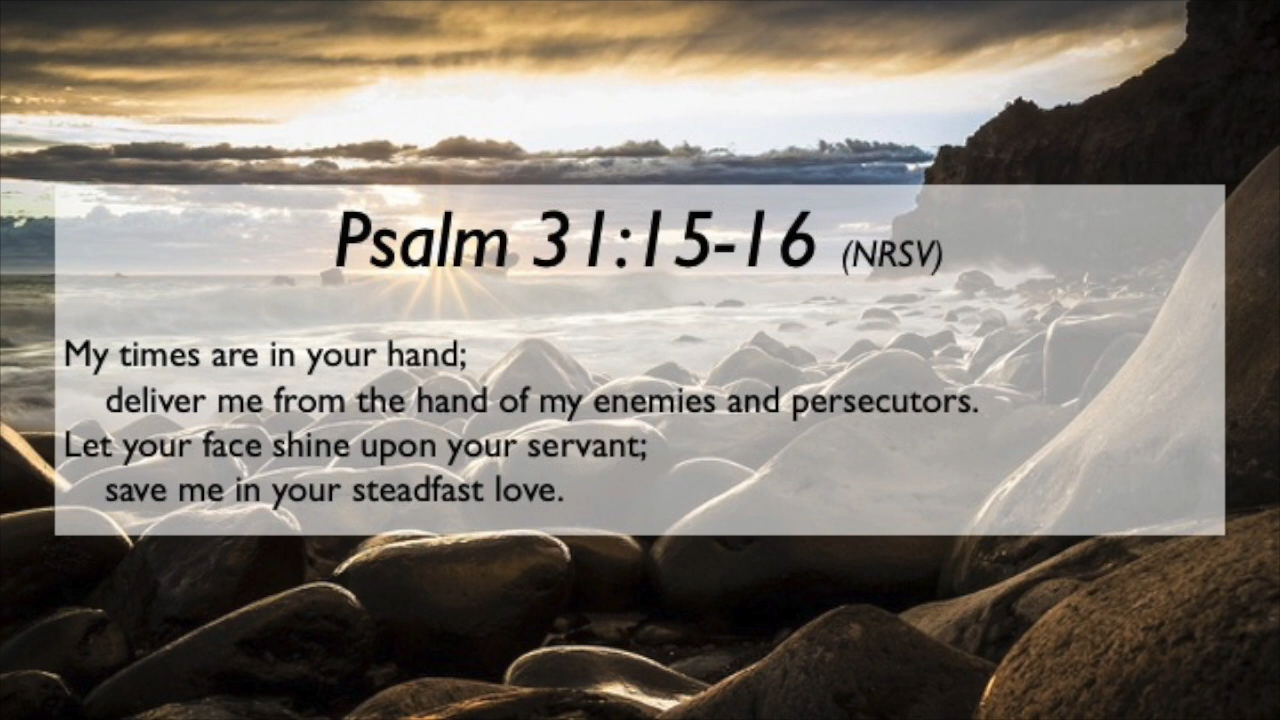 Psalm 31:15-16 (NRSV)
My times are in your hand;
deliver me from the hand of my enemies and persecutors.
Let your face shine upon your servant;
save me in your steadfast love.